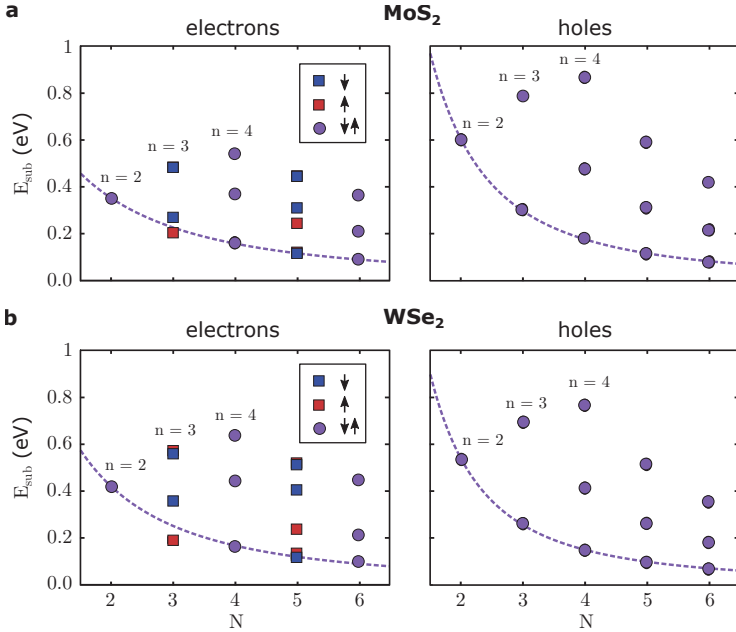 a
MoS₂
electrons
holes
1
0.8
0.6
0.4
0.2
0.0
E_sub (eV)
n = 2
n = 3
n = 4
↓
↑
↓↑
n = 2
n = 3
n = 4
b
WSe₂
electrons
holes
1
0.8
0.6
0.4
0.2
0.0
E_sub (eV)
n = 2
n = 3
n = 4
↓
↑
↓↑
n = 2
n = 3
n = 4
2 3 4 5 6
N
2 3 4 5 6
N